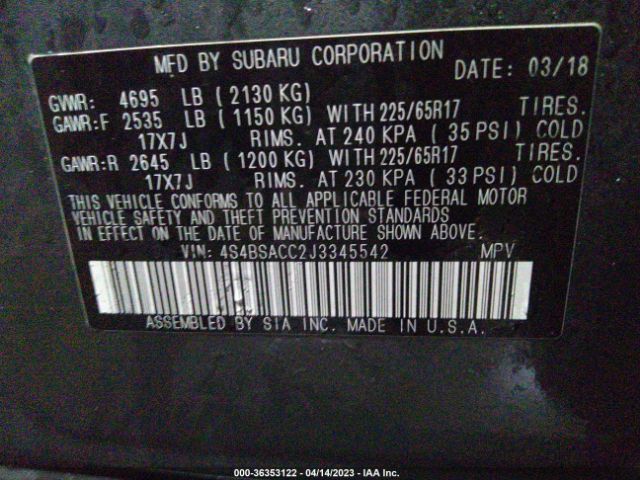 MFD BY SUBARU CORPORATION DATE: 03/18
GVWR: 4695 LB ( 2130 KG)
GAWR:F 2535 LB ( 1150 KG) WITH 225/65R17 TIRES.
17X7J RIMS. AT 240 KPA ( 35 PSI) COLD
GAWR:R 2645 LB ( 1200 KG) WITH 225/65R17 TIRES.
17X7J RIMS. AT 230 KPA ( 33 PSI) COLD
THIS VEHICLE CONFORMS TO ALL APPLICABLE FEDERAL MOTOR
VEHICLE SAFETY AND THEFT PREVENTION STANDARDS
IN EFFECT ON THE DATE OF MANUFACTURE SHOWN ABOVE.
VIN: 4S4BSACC2J3345542 MPV
ASSEMBLED BY SIA INC. MADE IN U.S.A.
000-36353122 - 04/14/2023 - IAA Inc.